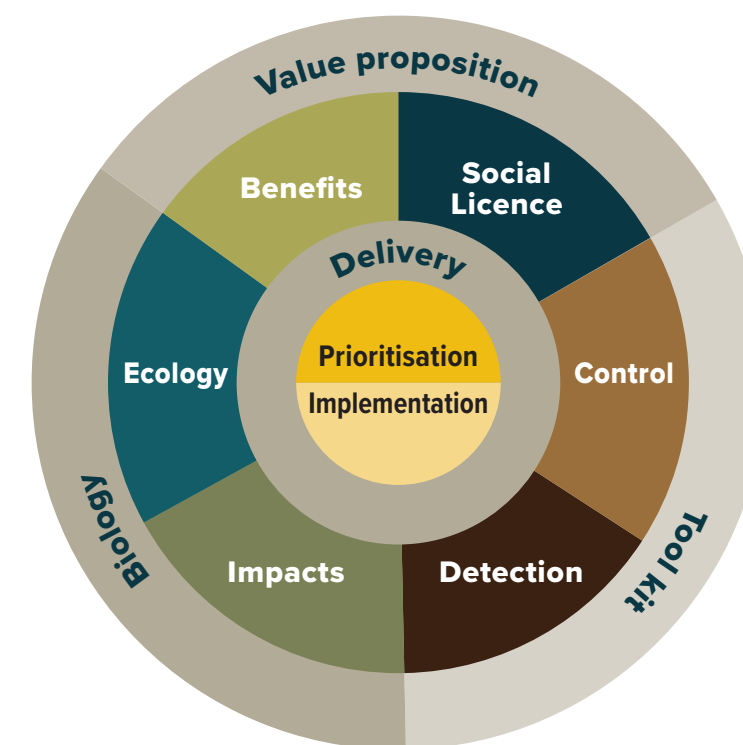 Value proposition
Benefits
Social
Licence
Delivery
Prioritisation
Implementation
Ecology
Control
Biology
Tool kit
Impacts
Detection